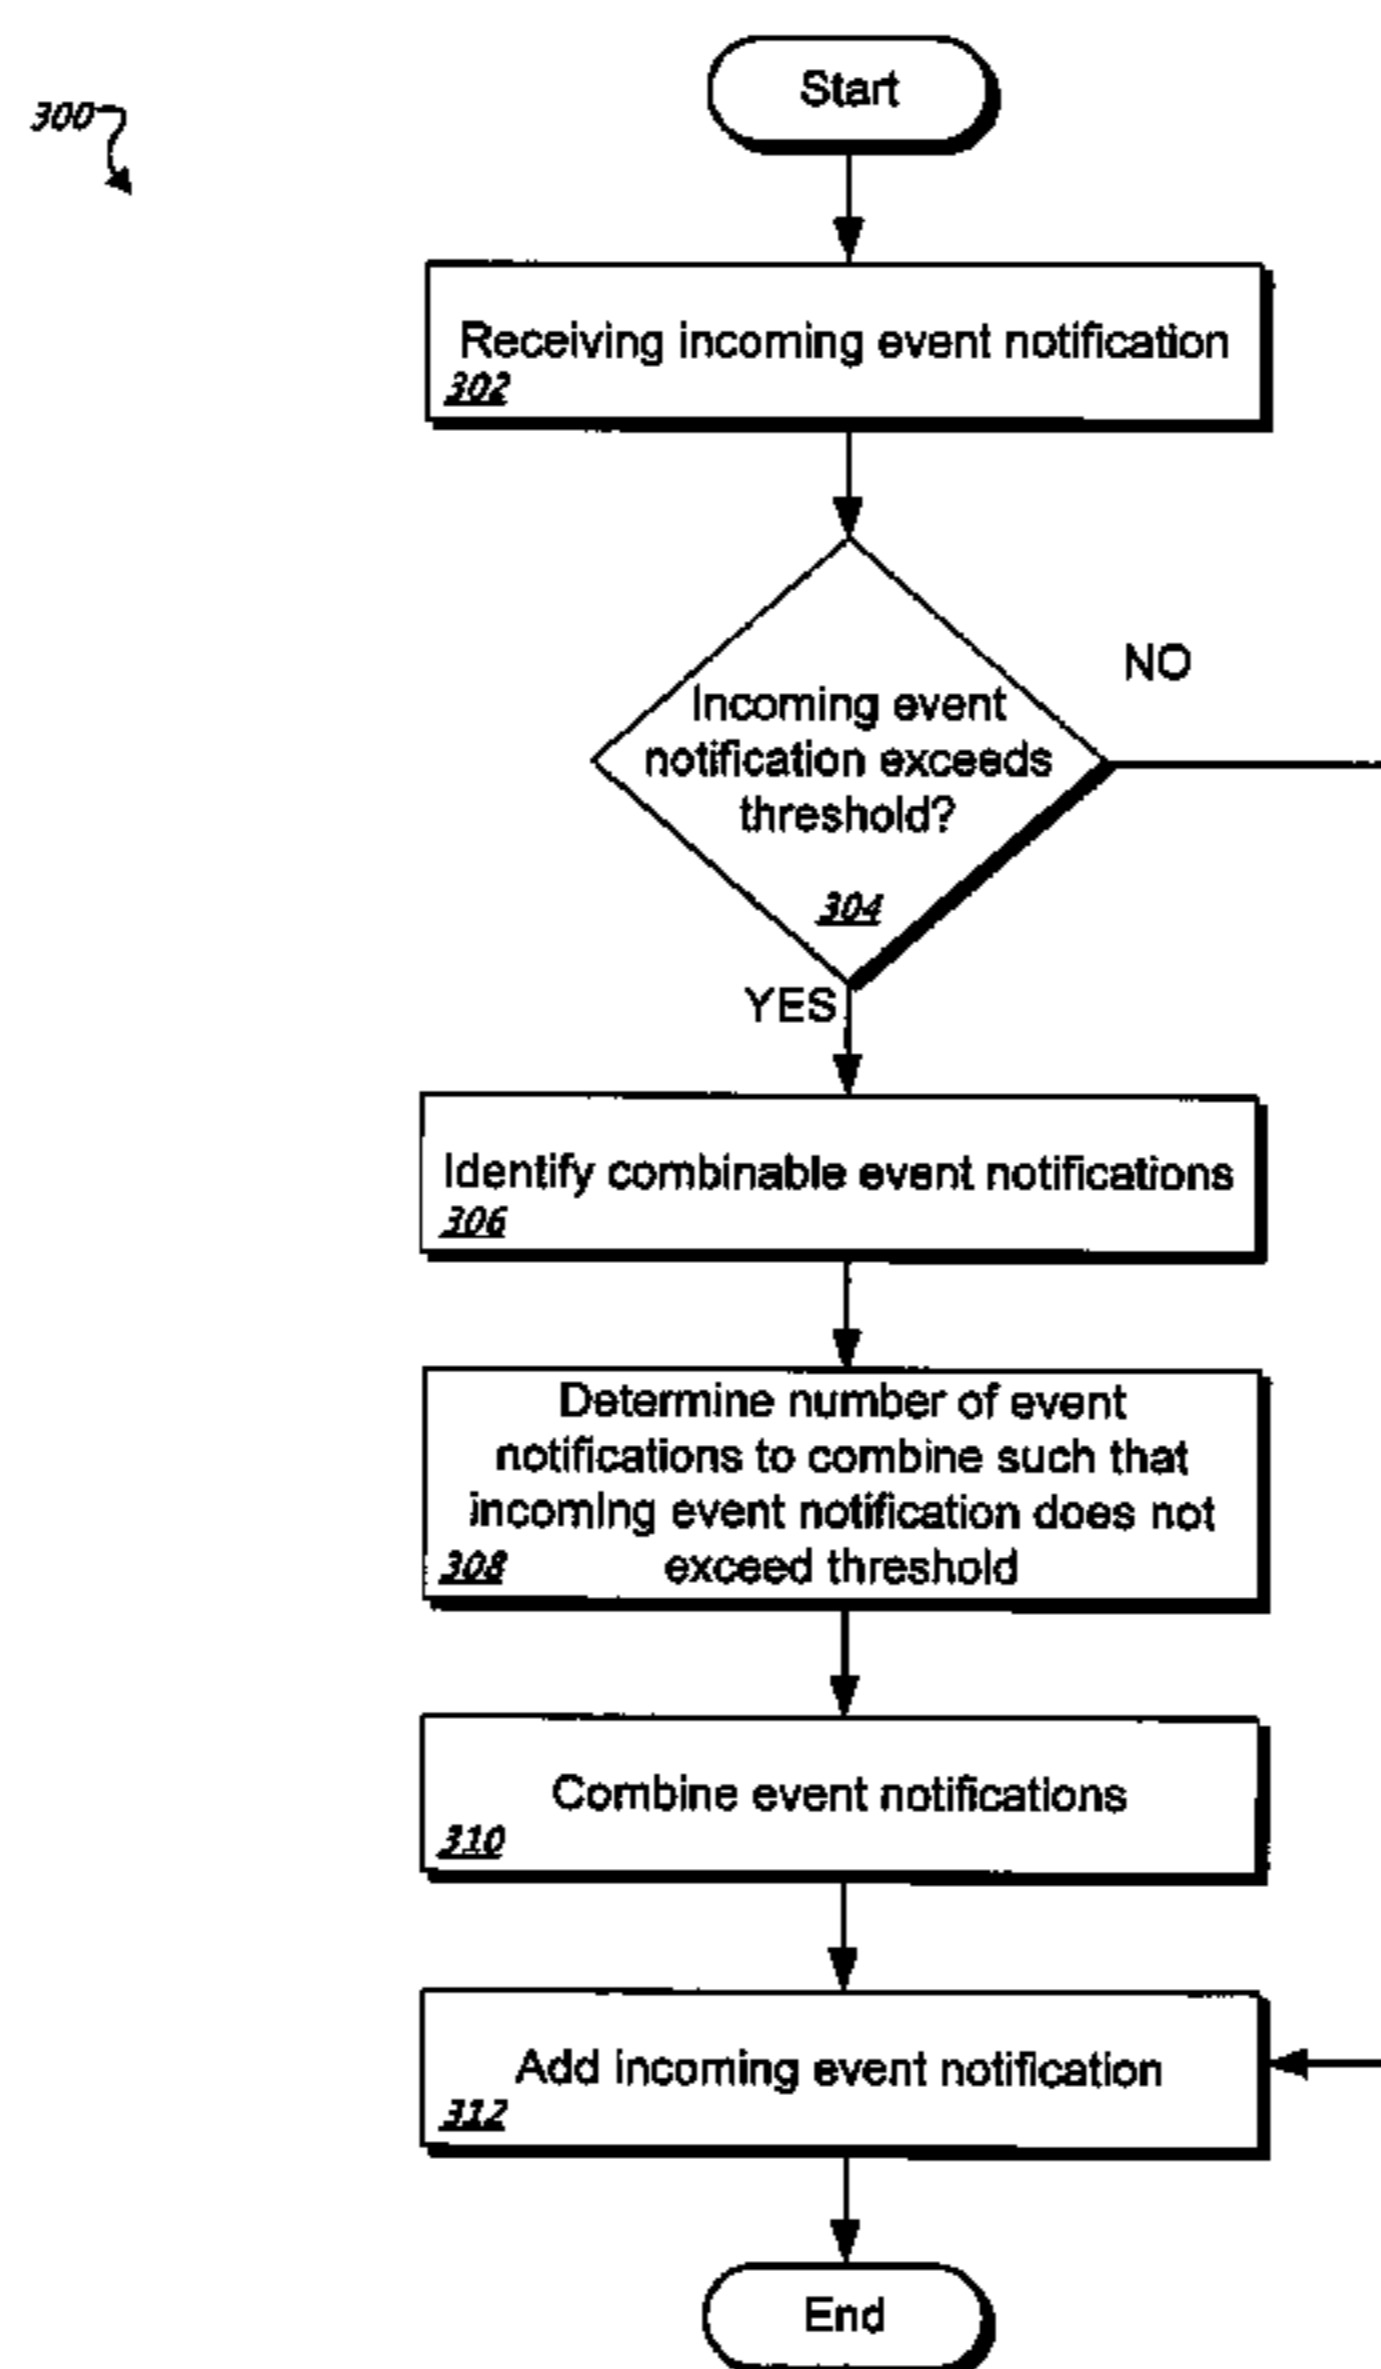 Start
300
Receiving incoming event notification
302
NO
Incoming event
notification exceeds
threshold?
304
YES
Identify combinable event notifications
306
Determine number of event
notifications to combine such that
incoming event notification does not
exceed threshold
308
Combine event notifications
310
Add incoming event notification
312
End